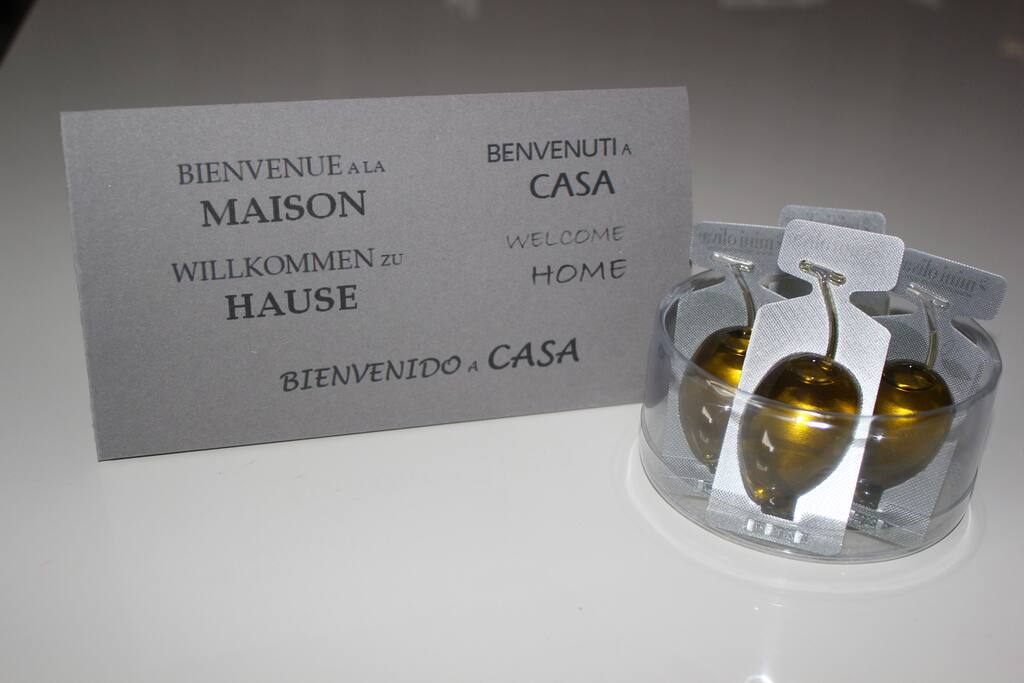 BIENVENUE A LA
MAISON
WILLKOMMEN ZU
HAUSE
BENVENUTI A
CASA
WELCOME
HOME
BIENVENIDO A CASA